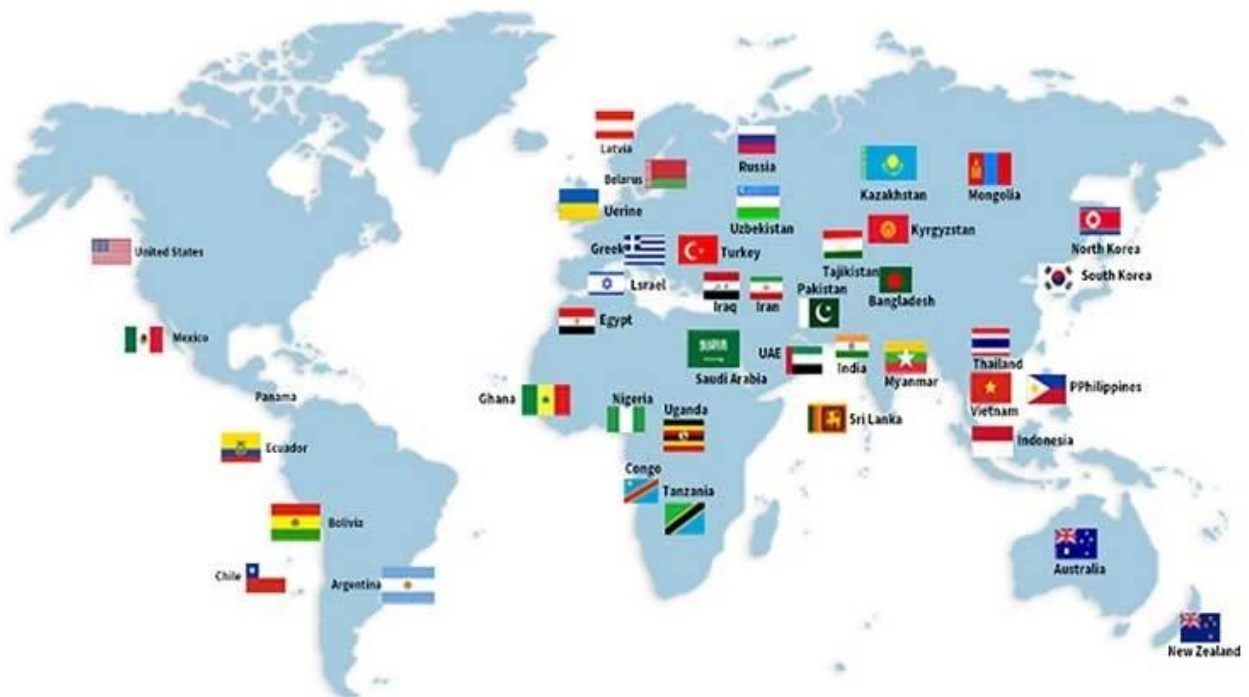 Latvia
Russia
Belarus
Kazakhstan
Mongolia
Uerine
Uzbekistan
Kyrgyzstan
North Korea
United States
Greek
Turkey
Tajikistan
South Korea
Lsrael
Iraq
Iran
Pakistan
Bangladesh
Egypt
Mexico
UAE
India
Saudi Arabia
Myanmar
Thailand
Panama
Ghana
Nigeria
Uganda
Vietnam
PPhilippines
Sri Lanka
Ecuador
Indonesia
Congo
Tanzania
Bolivia
Chile
Argentina
Australia
New Zealand